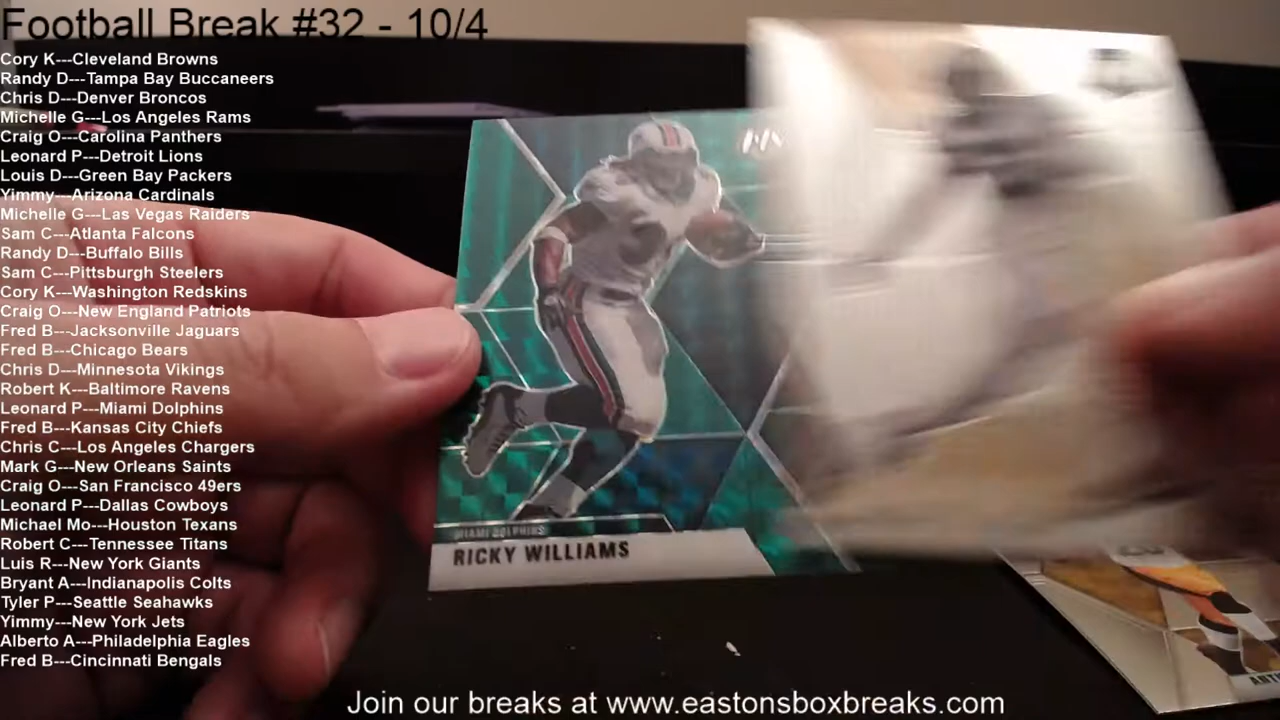 Football Break #32 - 10/4
Cory K---Cleveland Browns
Randy D---Tampa Bay Buccaneers
Chris D---Denver Broncos
Michelle G---Los Angeles Rams
Craig O---Carolina Panthers
Leonard P---Detroit Lions
Louis D---Green Bay Packers
Yimmy---Arizona Cardinals
Michelle G---Las Vegas Raiders
Sam C---Atlanta Falcons
Randy D---Buffalo Bills
Sam C---Pittsburgh Steelers
Cory K---Washington Redskins
Craig O---New England Patriots
Fred B---Jacksonville Jaguars
Fred B---Chicago Bears
Chris D---Minnesota Vikings
Robert K---Baltimore Ravens
Leonard P---Miami Dolphins
Fred B---Kansas City Chiefs
Chris C---Los Angeles Chargers
Mark G---New Orleans Saints
Craig O---San Francisco 49ers
Leonard P---Dallas Cowboys
Michael Mo---Houston Texans
Robert C---Tennessee Titans
Luis R---New York Giants
Bryant A---Indianapolis Colts
Tyler P---Seattle Seahawks
Yimmy---New York Jets
Alberto A---Philadelphia Eagles
Fred B---Cincinnati Bengals
MIAMI DOLPHINS
RICKY WILLIAMS
Join our breaks at www.eastonsboxbreaks.com